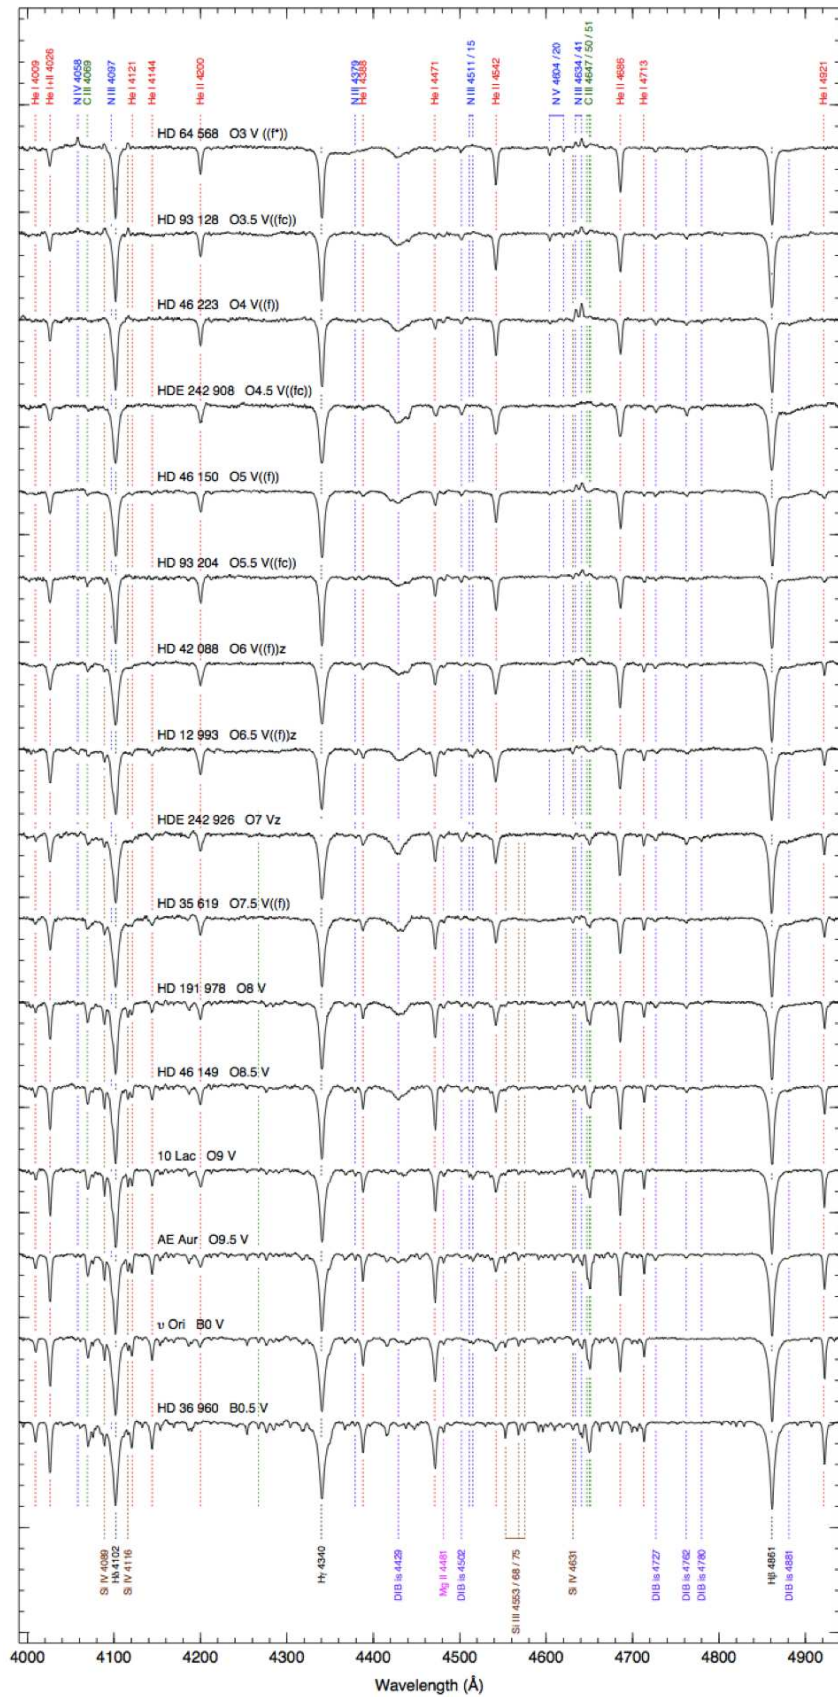 He I 4009
He I+II 4026
N IV 4058
C III 4069
N III 4097
He I 4121
He I 4144
He II 4200
N III 4379
He I 4388
He I 4471
N III 4511 / 15
He II 4542
N V 4604 / 20
N III 4634 / 41
C III 4647 / 50 / 51
He II 4686
He I 4713
He I 4921
HD 64 568 O3 V ((f*))
HD 93 128 O3.5 V((fc))
HD 46 223 O4 V((f))
HDE 242 908 O4.5 V((fc))
HD 46 150 O5 V((f))
HD 93 204 O5.5 V((fc))
HD 42 088 O6 V((f))z
HD 12 993 O6.5 V((f))z
HDE 242 926 O7 Vz
HD 35 619 O7.5 V((f))
HD 191 978 O8 V
HD 46 149 O8.5 V
10 Lac O9 V
AE Aur O9.5 V
υ Ori B0 V
HD 36 960 B0.5 V
Si IV 4089
Hδ 4102
Si IV 4116
Hγ 4340
DIB is 4429
Mg II 4481
DIB is 4502
Si III 4553 / 68 / 75
Si IV 4631
DIB is 4727
DIB is 4762
DIB is 4780
Hβ 4861
DIB is 4881
4000 4100 4200 4300 4400 4500 4600 4700 4800 4900
Wavelength (Å)